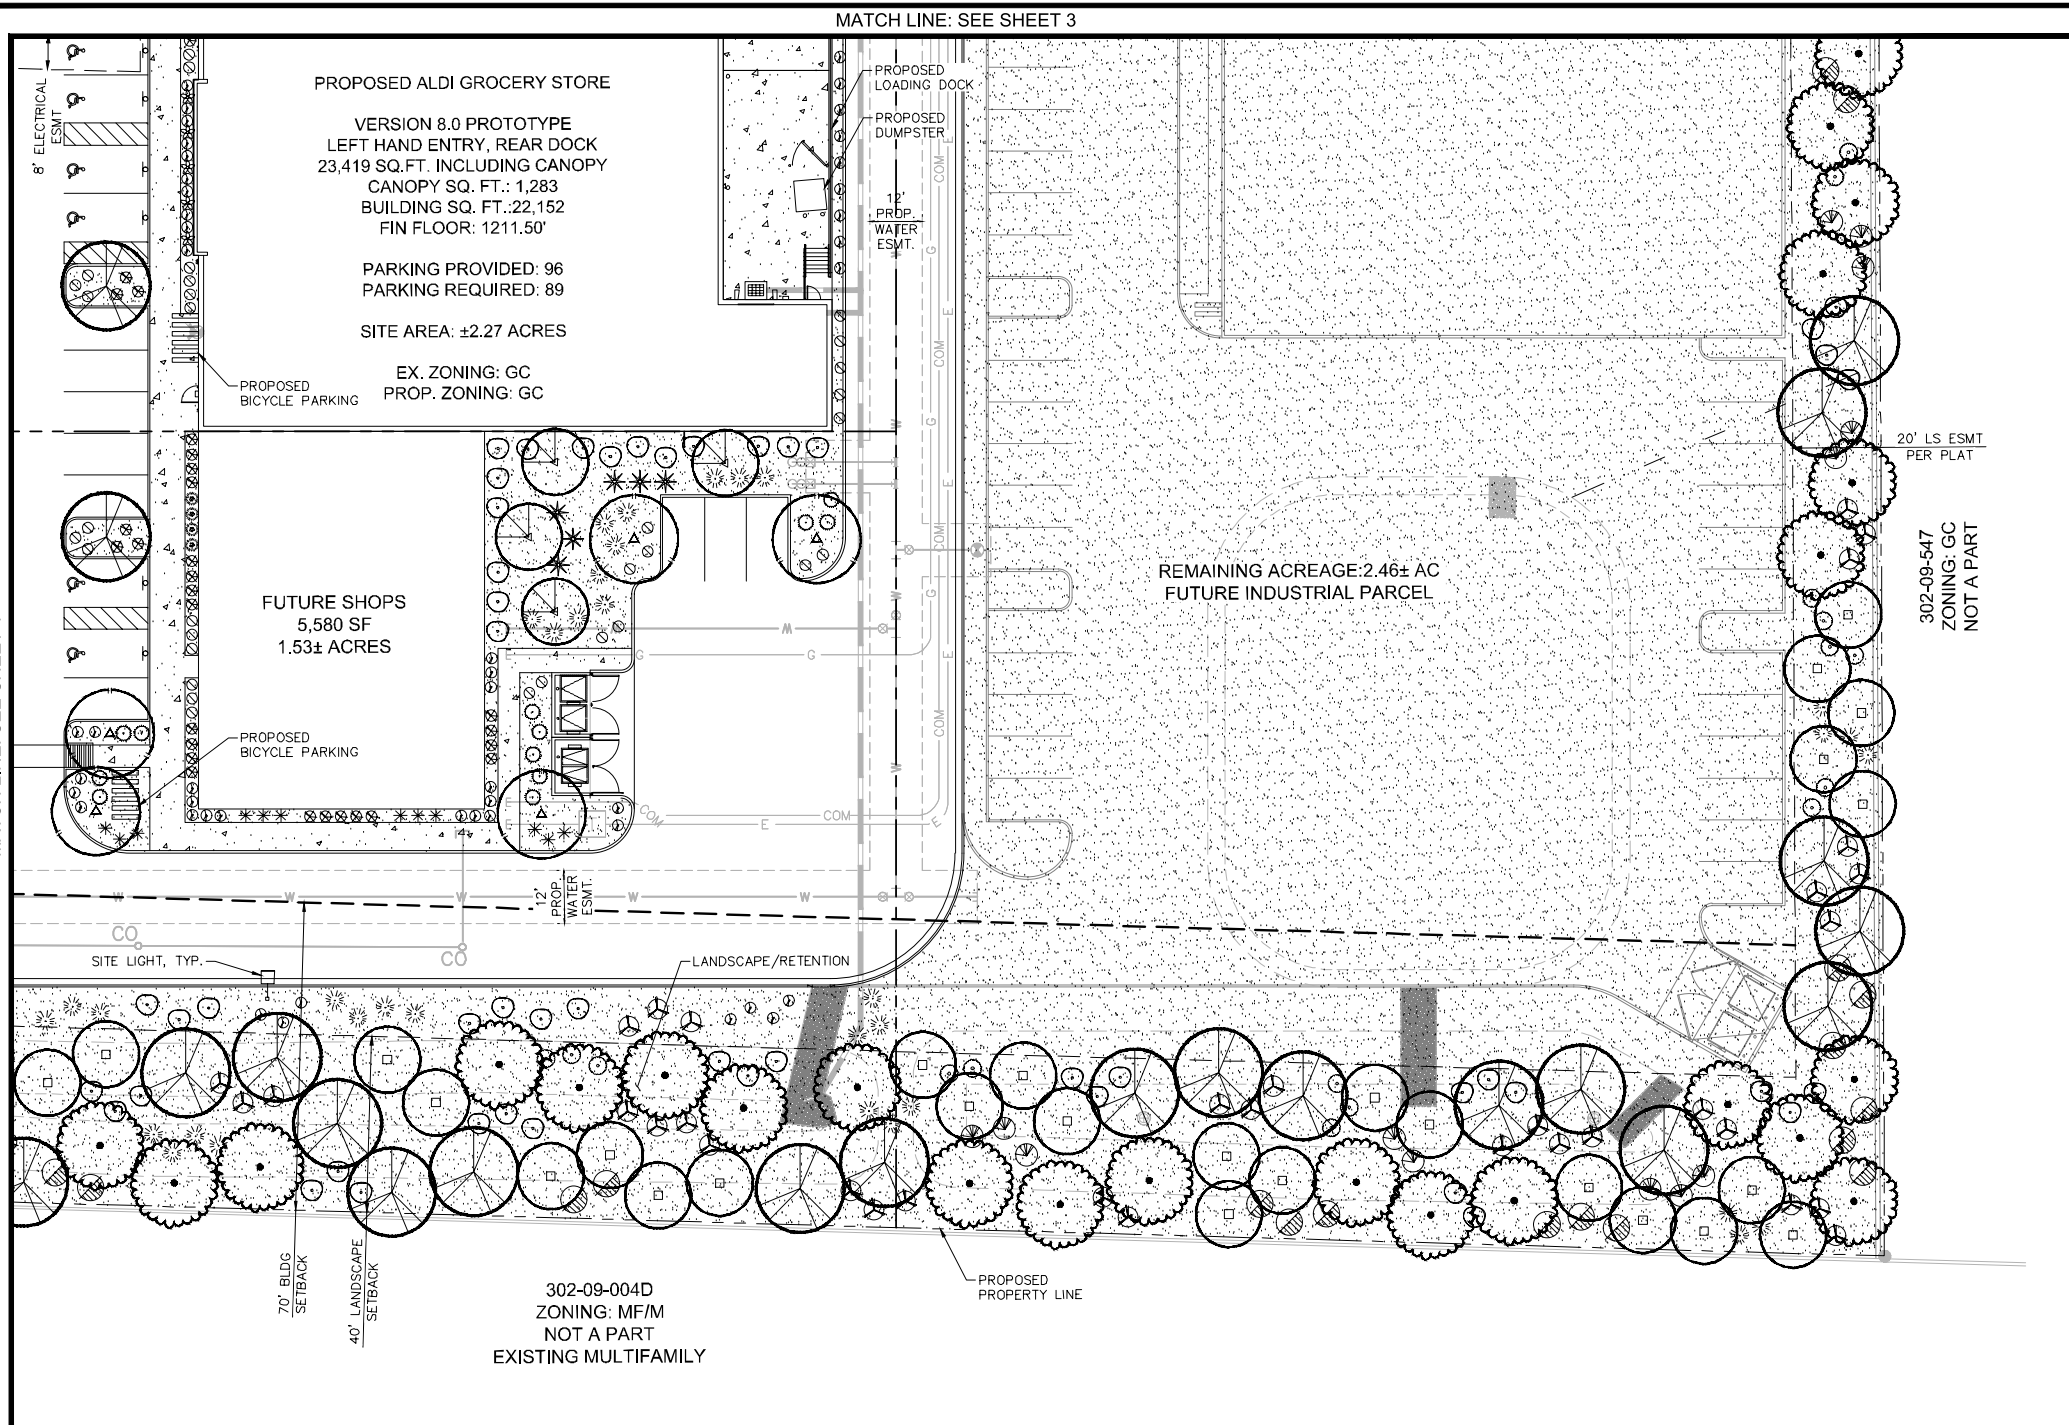 MATCH LINE: SEE SHEET 3
8' ELECTRICAL
ESMT
PROPOSED ALDI GROCERY STORE
VERSION 8.0 PROTOTYPE
LEFT HAND ENTRY, REAR DOCK
23,419 SQ.FT. INCLUDING CANOPY
CANOPY SQ. FT.: 1,283
BUILDING SQ. FT.:22,152
FIN FLOOR: 1211.50'
PARKING PROVIDED: 96
PARKING REQUIRED: 89
SITE AREA: ±2.27 ACRES
EX. ZONING: GC
PROP. ZONING: GC
PROPOSED
LOADING DOCK
PROPOSED
DUMPSTER
12'
PROP.
WATER
ESMT.
PROPOSED
BICYCLE PARKING
20' LS ESMT
PER PLAT
302-09-547
ZONING: GC
NOT A PART
REMAINING ACREAGE:2.46± AC
FUTURE INDUSTRIAL PARCEL
FUTURE SHOPS
5,580 SF
1.53± ACRES
PROPOSED
BICYCLE PARKING
E
COM
G
E
COM
G
E
COM
G
E
COM
W
W
W
W
G
G
E
E
E
COM
COM
E
W
W
W
W
W
12'
PROP.
WATER
ESMT.
CO
CO
SITE LIGHT, TYP.
LANDSCAPE/RETENTION
70' BLDG
SETBACK
40' LANDSCAPE
SETBACK
302-09-004D
ZONING: MF/M
NOT A PART
EXISTING MULTIFAMILY
PROPOSED
PROPERTY LINE